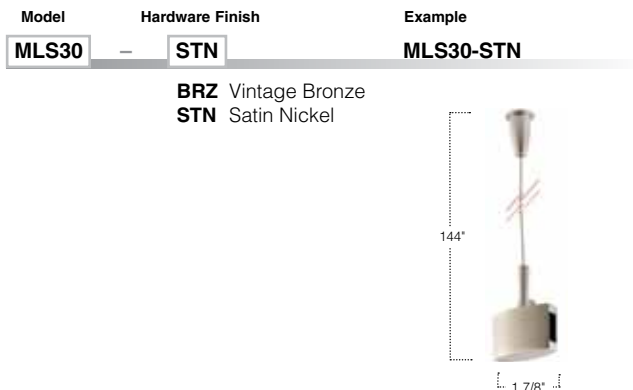 Model Hardware Finish Example
MLS30 – STN MLS30-STN
BRZ Vintage Bronze
STN Satin Nickel
144"
1 7/8"